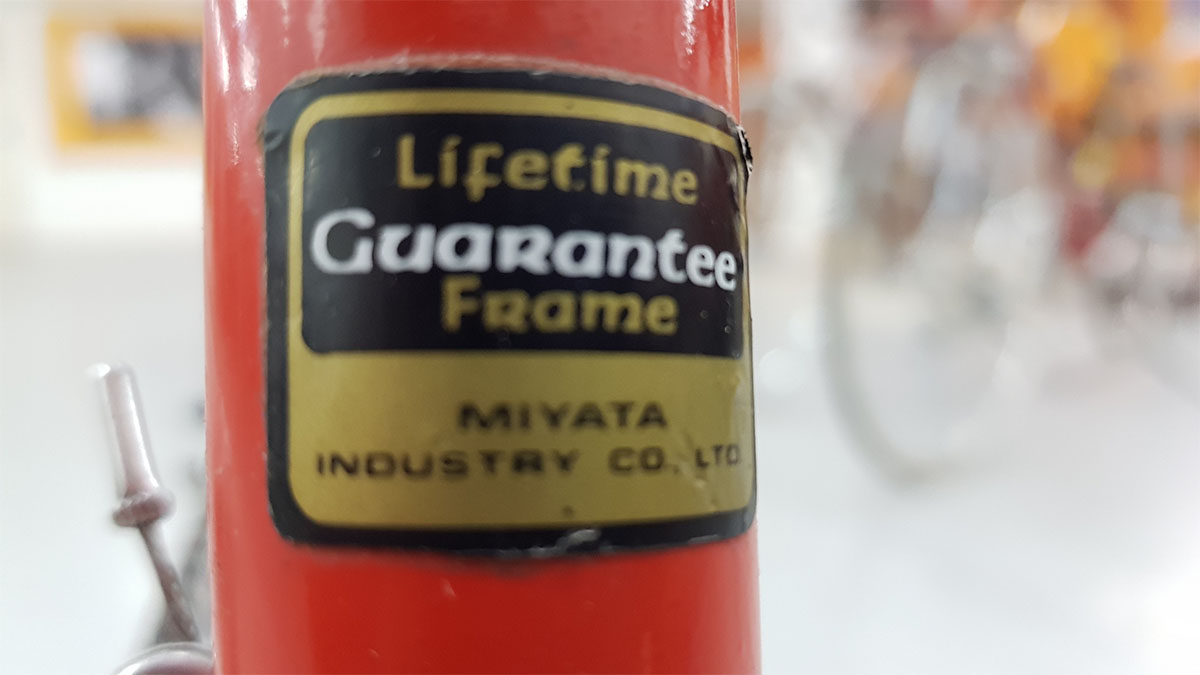 Lifetime
Guarantee
Frame
MIYATA
INDUSTRY CO. LTD